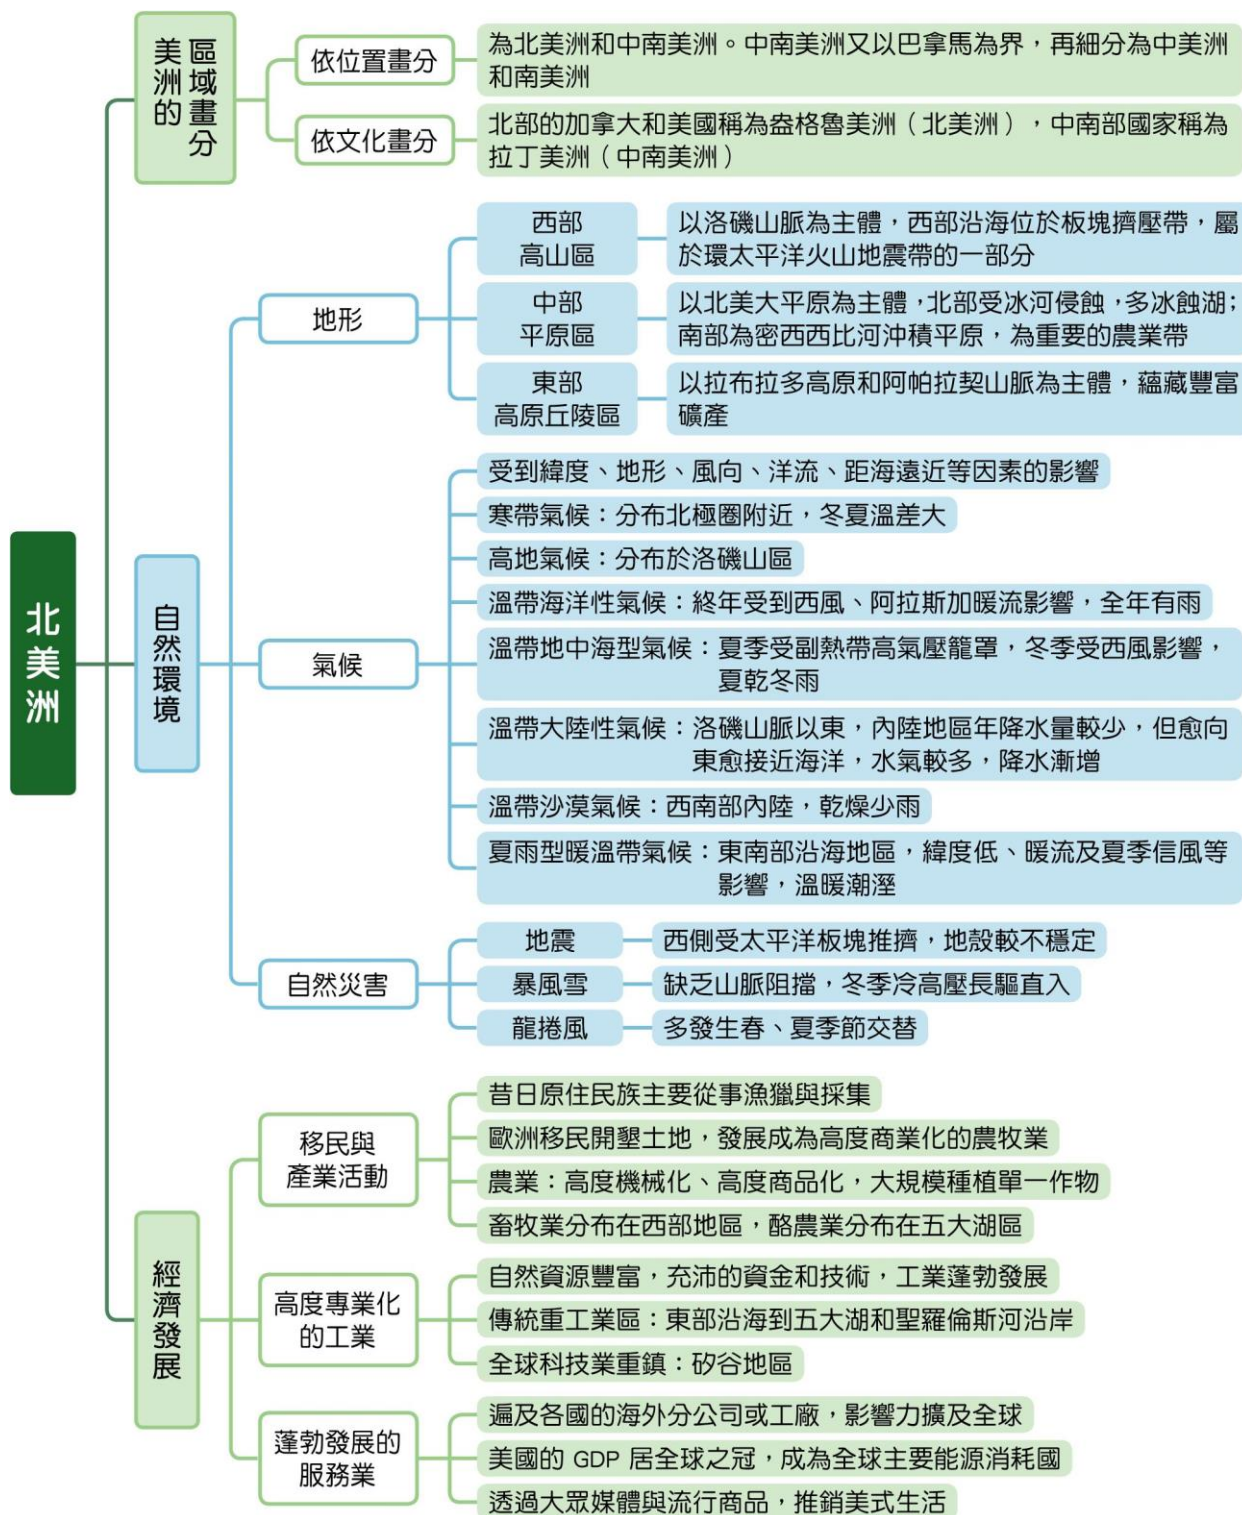 北美洲
美洲的
區域畫分
依位置畫分
為北美洲和中南美洲。中南美洲又以巴拿馬為界，再細分為中美洲
和南美洲
依文化畫分
北部的加拿大和美國稱為盎格魯美洲（北美洲），中南部國家稱為
拉丁美洲（中南美洲）
自然環境
地形
西部
高山區
以洛磯山脈為主體，西部沿海位於板塊擠壓帶，屬
於環太平洋火山地震帶的一部分
中部
平原區
以北美大平原為主體，北部受冰河侵蝕，多冰蝕湖；
南部為密西西比河沖積平原，為重要的農業帶
東部
高原丘陵區
以拉布拉多高原和阿帕拉契山脈為主體，蘊藏豐富
礦產
氣候
受到緯度、地形、風向、洋流、距海遠近等因素的影響
寒帶氣候：分布北極圈附近，冬夏溫差大
高地氣候：分布於洛磯山區
溫帶海洋性氣候：終年受到西風、阿拉斯加暖流影響，全年有雨
溫帶地中海型氣候：夏季受副熱帶高氣壓籠罩，冬季受西風影響，
夏乾冬雨
溫帶大陸性氣候：洛磯山脈以東，內陸地區年降水量較少，但愈向
東愈接近海洋，水氣較多，降水漸增
溫帶沙漠氣候：西南部內陸，乾燥少雨
夏雨型暖溫帶氣候：東南部沿海地區，緯度低、暖流及夏季信風等
影響，溫暖潮溼
自然災害
地震
西側受太平洋板塊推擠，地殼較不穩定
暴風雪
缺乏山脈阻擋，冬季冷高壓長驅直入
龍捲風
多發生春、夏季節交替
經濟發展
移民與
產業活動
昔日原住民族主要從事漁獵與採集
歐洲移民開墾土地，發展成為高度商業化的農牧業
農業：高度機械化、高度商品化，大規模種植單一作物
畜牧業分布在西部地區，酪農業分布在五大湖區
高度專業化
的工業
自然資源豐富，充沛的資金和技術，工業蓬勃發展
傳統重工業區：東部沿海到五大湖和聖羅倫斯河沿岸
全球科技業重鎮：矽谷地區
蓬勃發展的
服務業
遍及各國的海外分公司或工廠，影響力擴及全球
美國的 GDP 居全球之冠，成為全球主要能源消耗國
透過大眾媒體與流行商品，推銷美式生活